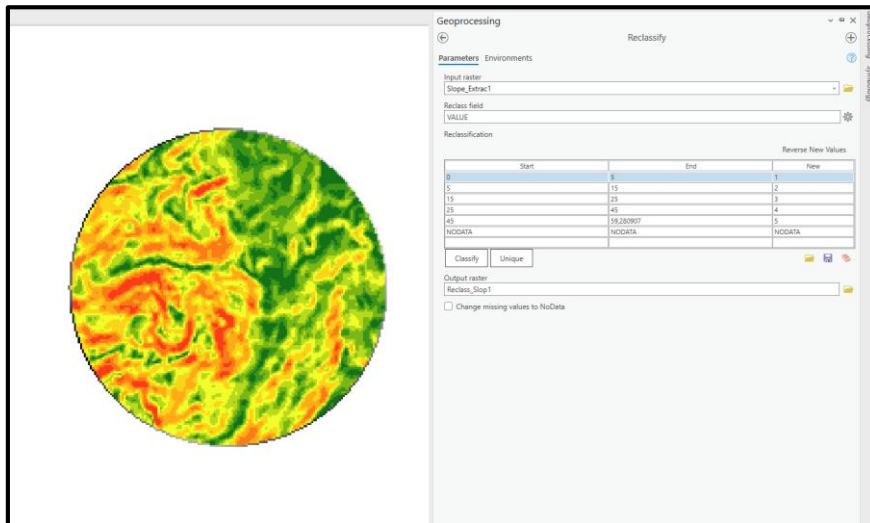 Geoprocessing
Reclassify
Parameters Environments
Input raster
Slope_Extrac1
Reclass field
VALUE
Reclassification
Reverse New Values
Start End New
0 5 1
5 15 2
15 25 3
25 45 4
45 59,280907 5
NODATA NODATA NODATA
Classify Unique
Output raster
Reclass_Slop1
Change missing values to NoData
Geoprocessing